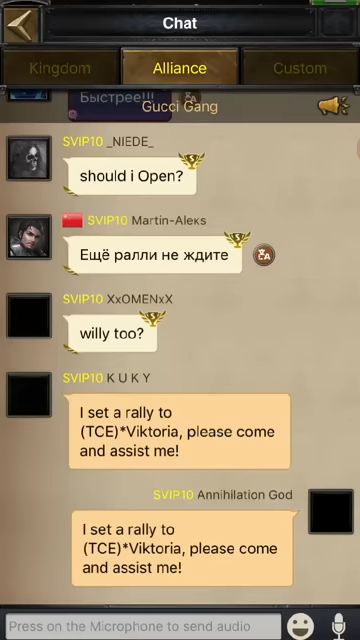 Chat
Kingdom
Alliance
Custom
Быстрее!!!
Gucci Gang
SVIP10 _NIEDE_
should i Open?
SVIP10 Martin-Aleкs
Ещё ралли не ждите
SVIP10 XxOMENxX
willy too?
SVIP10 K U K Y
I set a rally to
(TCE)*Viktoria, please come
and assist me!
SVIP10 Annihilation God
I set a rally to
(TCE)*Viktoria, please come
and assist me!
Press on the Microphone to send audio